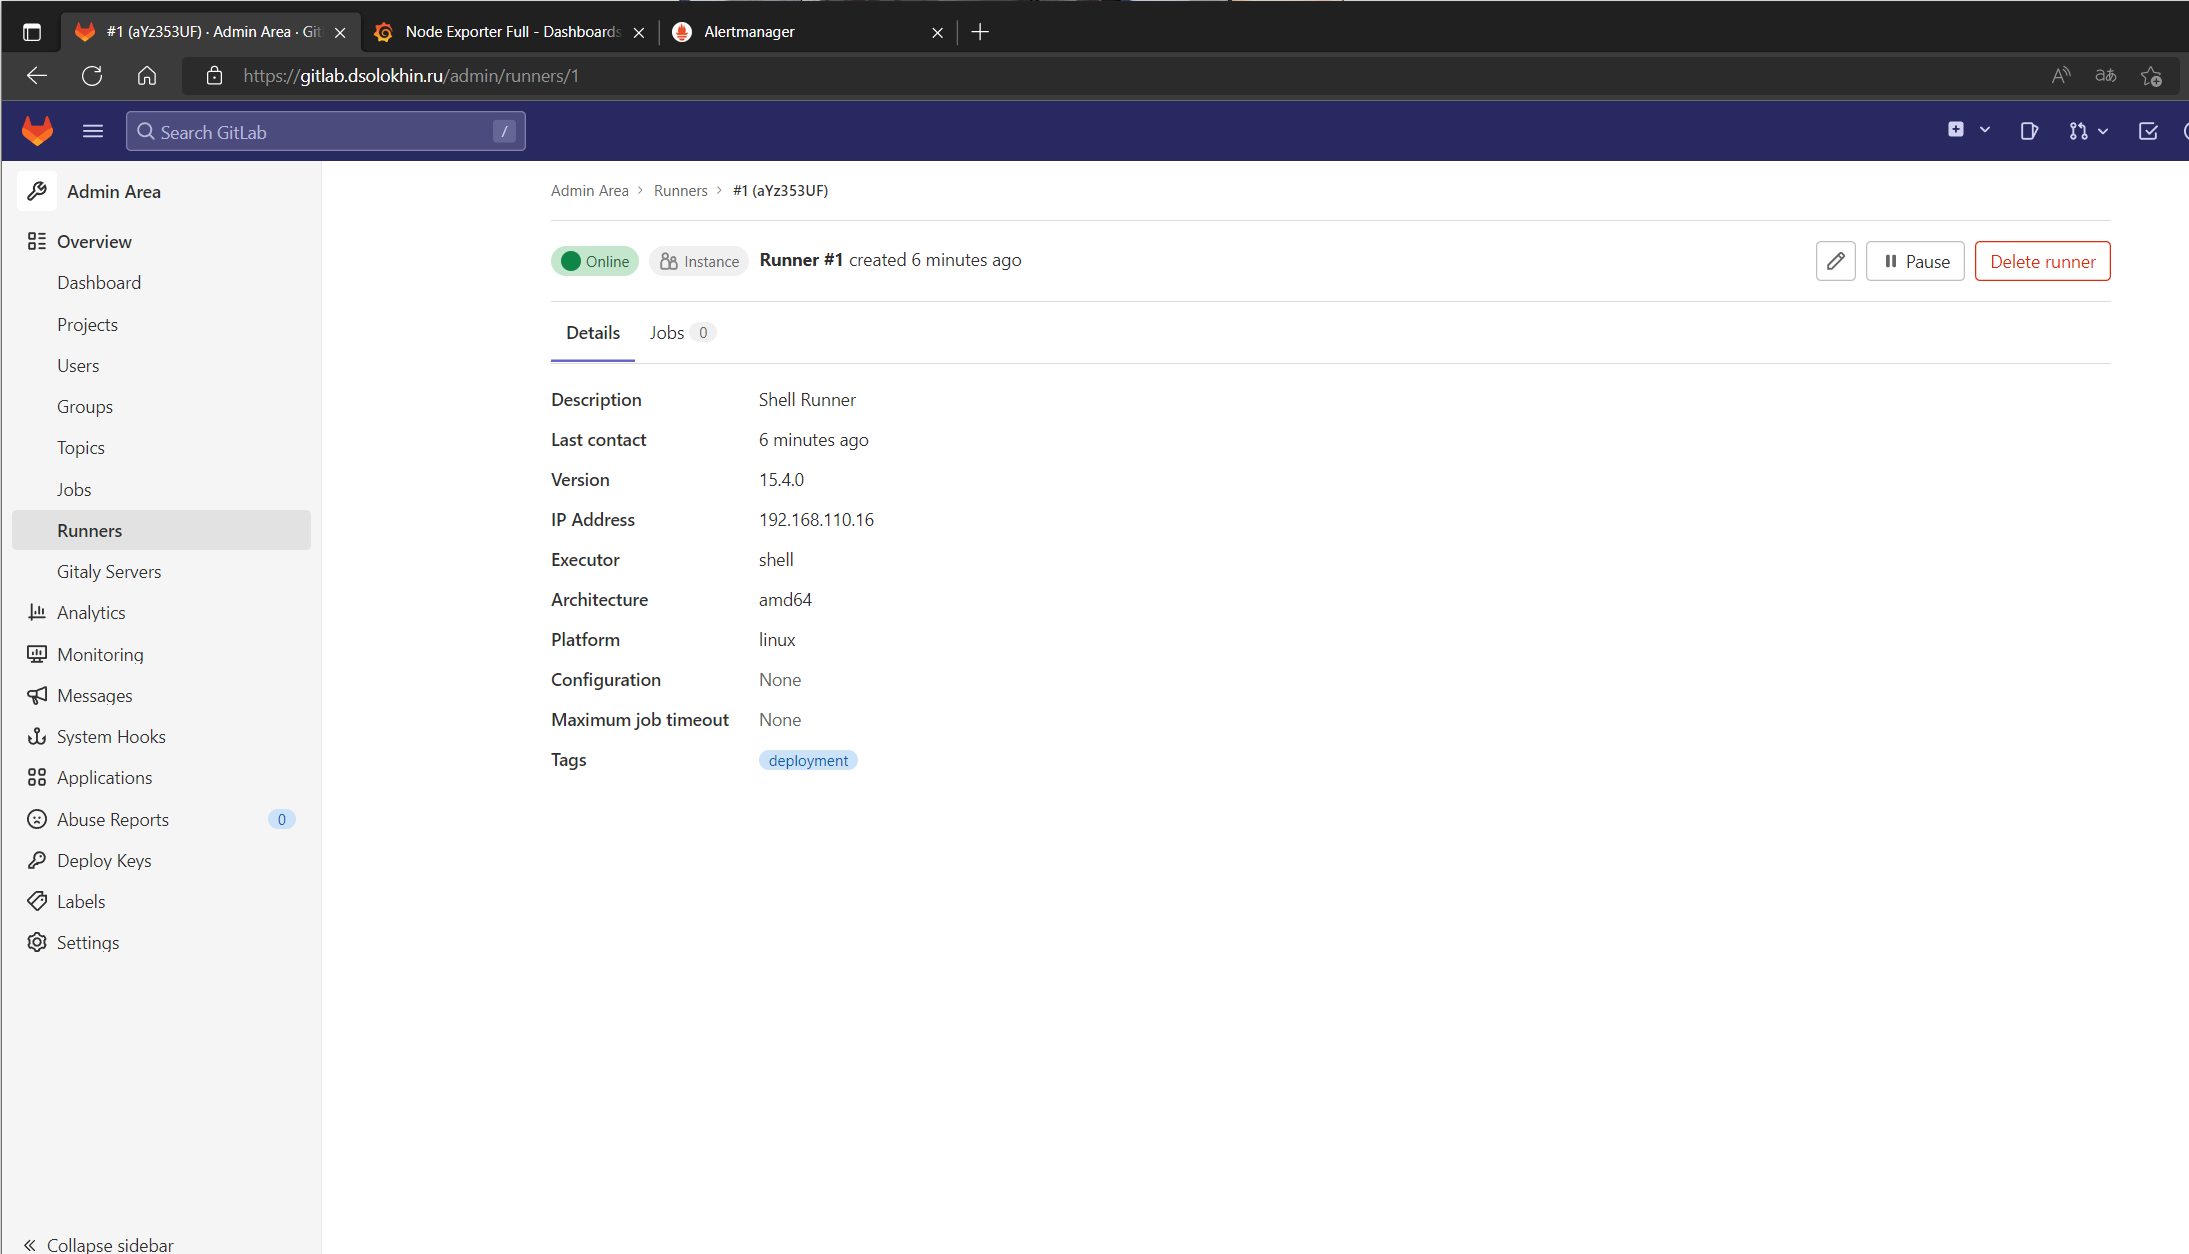 #1 (aYz353UF) · Admin Area · Git
Node Exporter Full - Dashboards
Alertmanager
https://gitlab.dsolokhin.ru/admin/runners/1
Search GitLab /
Admin Area
Overview
Dashboard
Projects
Users
Groups
Topics
Jobs
Runners
Gitaly Servers
Analytics
Monitoring
Messages
System Hooks
Applications
Abuse Reports 0
Deploy Keys
Labels
Settings
Collapse sidebar
Admin Area > Runners > #1 (aYz353UF)
Online Instance Runner #1 created 6 minutes ago
Pause Delete runner
Details Jobs 0
Description Shell Runner
Last contact 6 minutes ago
Version 15.4.0
IP Address 192.168.110.16
Executor shell
Architecture amd64
Platform linux
Configuration None
Maximum job timeout None
Tags deployment